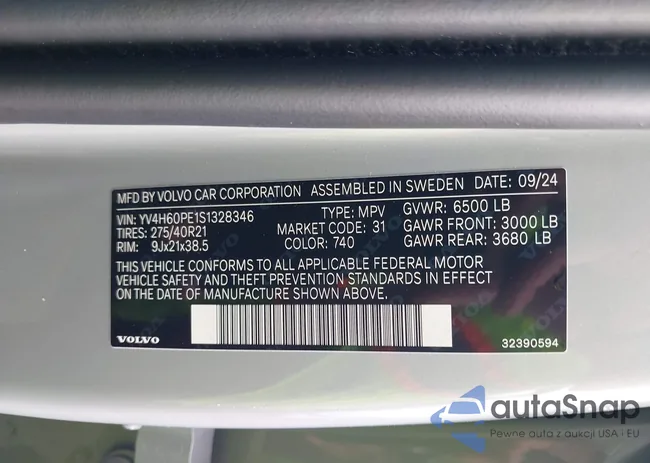 MFD BY VOLVO CAR CORPORATION ASSEMBLED IN SWEDEN DATE: 09/24
VIN: YV4H60PE1S1328346 TYPE: MPV GVWR: 6500 LB
TIRES: 275/40R21 MARKET CODE: 31 GAWR FRONT: 3000 LB
RIM: 9Jx21x38.5 COLOR: 740 GAWR REAR: 3680 LB
THIS VEHICLE CONFORMS TO ALL APPLICABLE FEDERAL MOTOR
VEHICLE SAFETY AND THEFT PREVENTION STANDARDS IN EFFECT
ON THE DATE OF MANUFACTURE SHOWN ABOVE.
VOLVO 32390594
autoSnap
Pewne auta z aukcji USA · EU